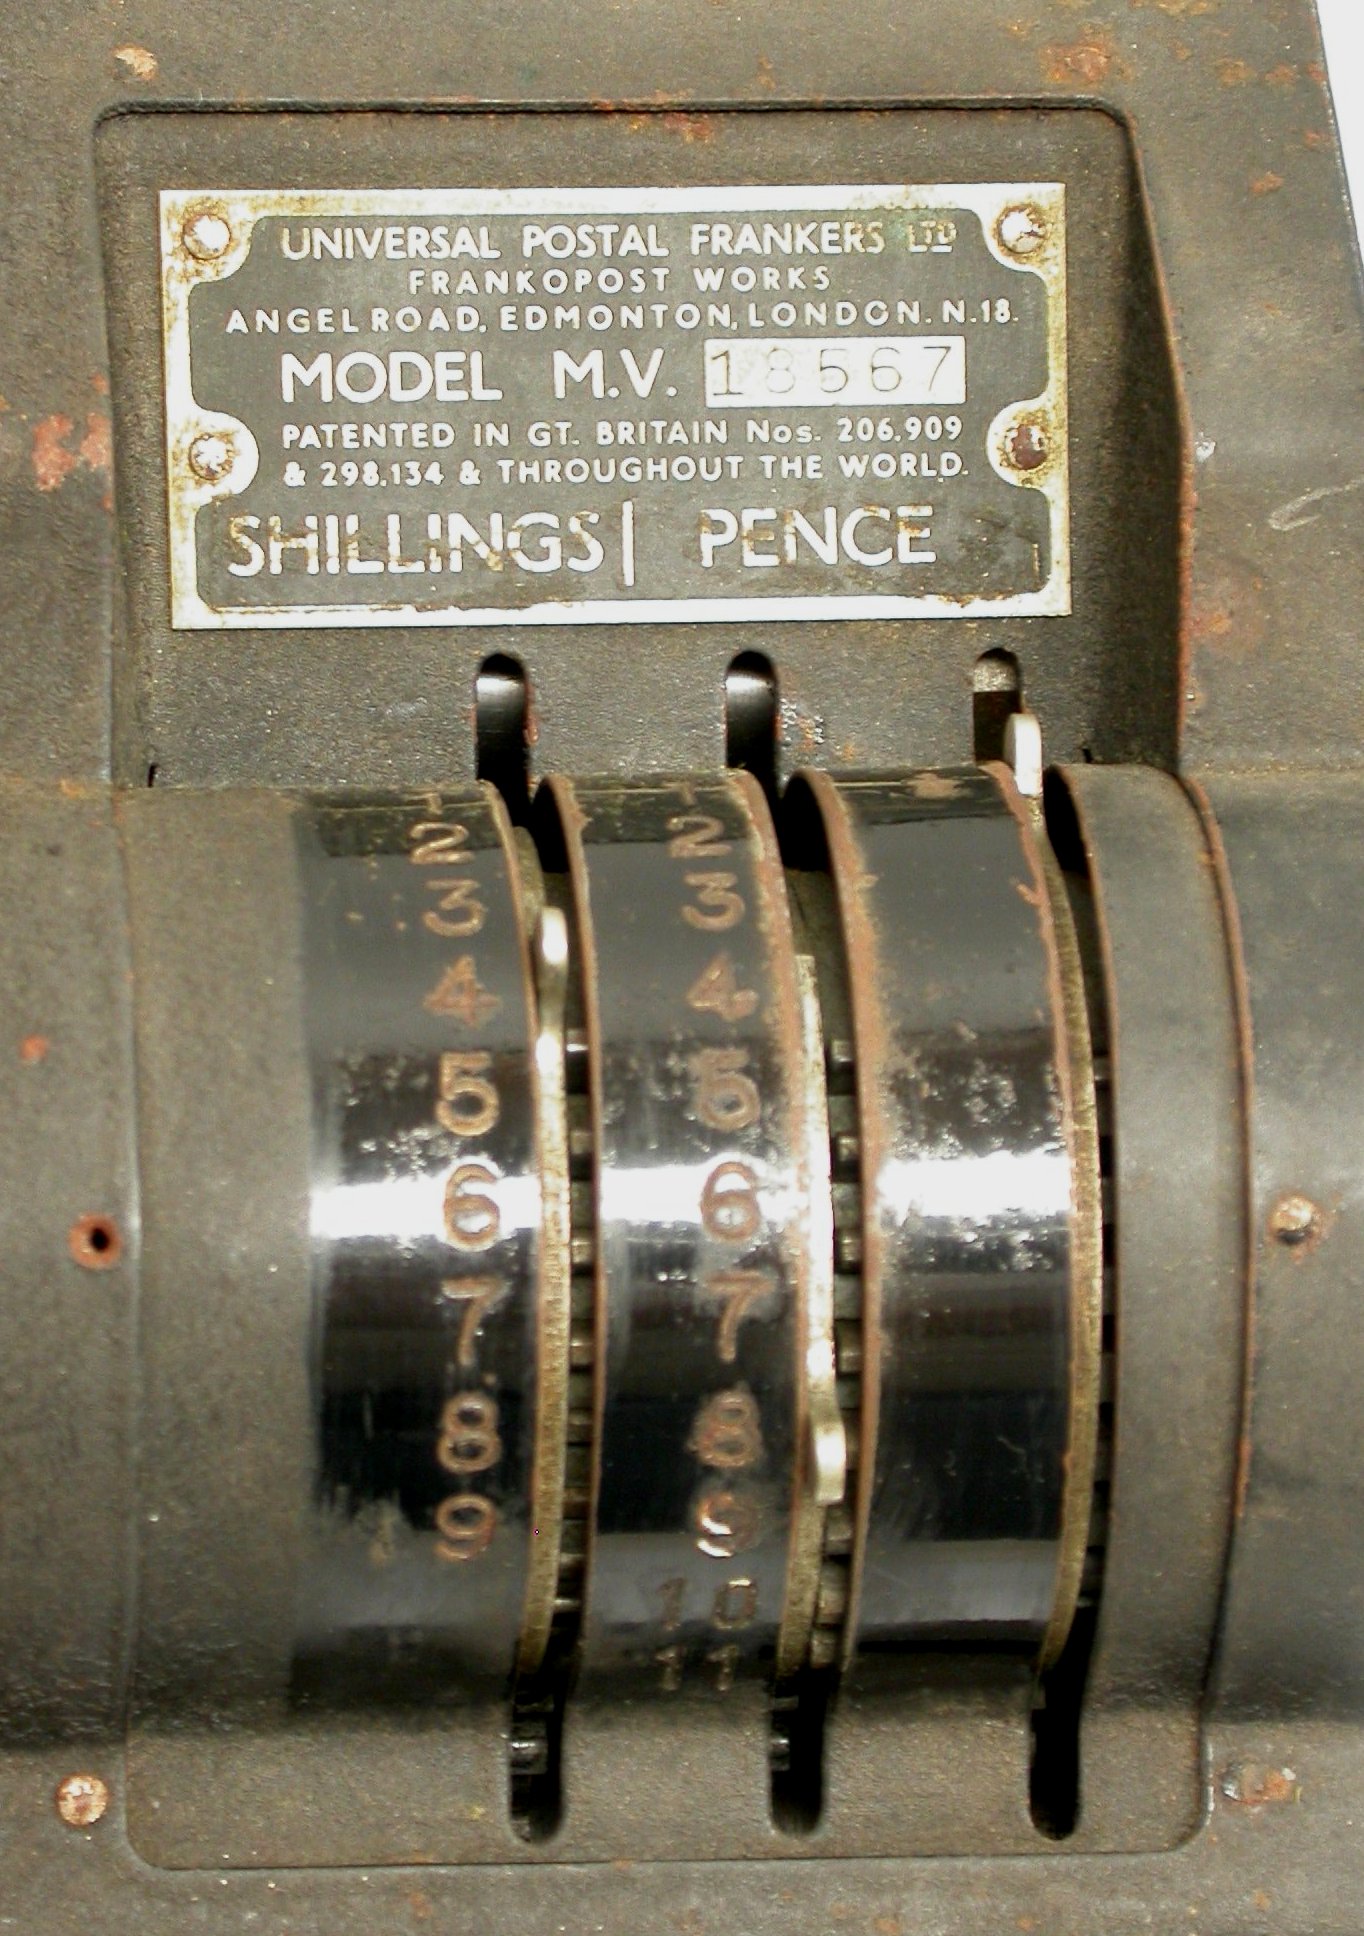 UNIVERSAL POSTAL FRANKERS LTD
FRANKOPOST WORKS
ANGEL ROAD, EDMONTON, LONDON. N.18.
MODEL M.V. 18567
PATENTED IN GT. BRITAIN Nos. 206,909
& 298,134 & THROUGHOUT THE WORLD.
SHILLINGS | PENCE
1 1
2 2
3 3
4 4
5 5
6 6
7 7
8 8
9 9
10
11